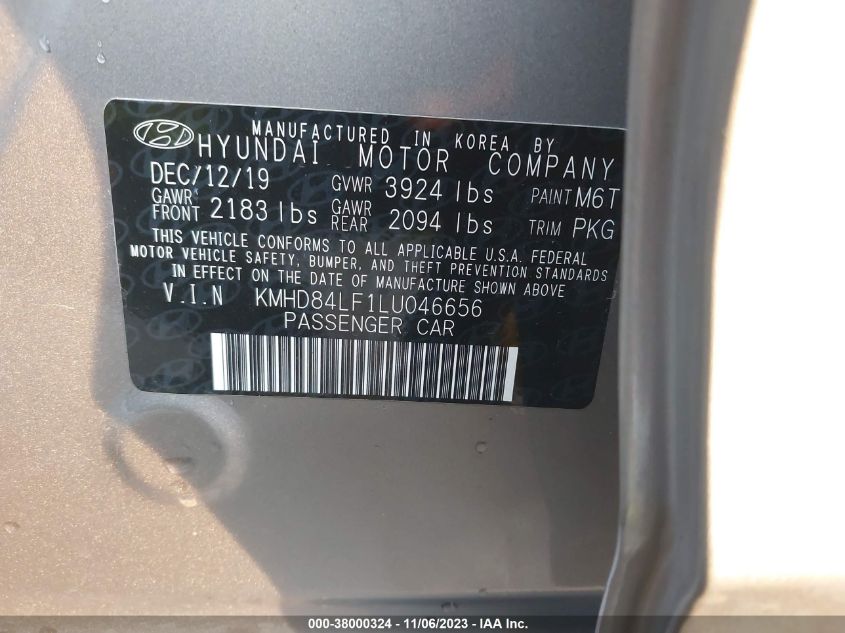 MANUFACTURED IN KOREA BY
HYUNDAI MOTOR COMPANY
DEC/12/19 GVWR 3924 lbs PAINT M6T
GAWR FRONT 2183 lbs GAWR REAR 2094 lbs TRIM PKG
THIS VEHICLE CONFORMS TO ALL APPLICABLE U.S.A. FEDERAL
MOTOR VEHICLE SAFETY, BUMPER, AND THEFT PREVENTION STANDARDS
IN EFFECT ON THE DATE OF MANUFACTURE SHOWN ABOVE
V.I.N KMHD84LF1LU046656
PASSENGER CAR
000-38000324 - 11/06/2023 - IAA Inc.